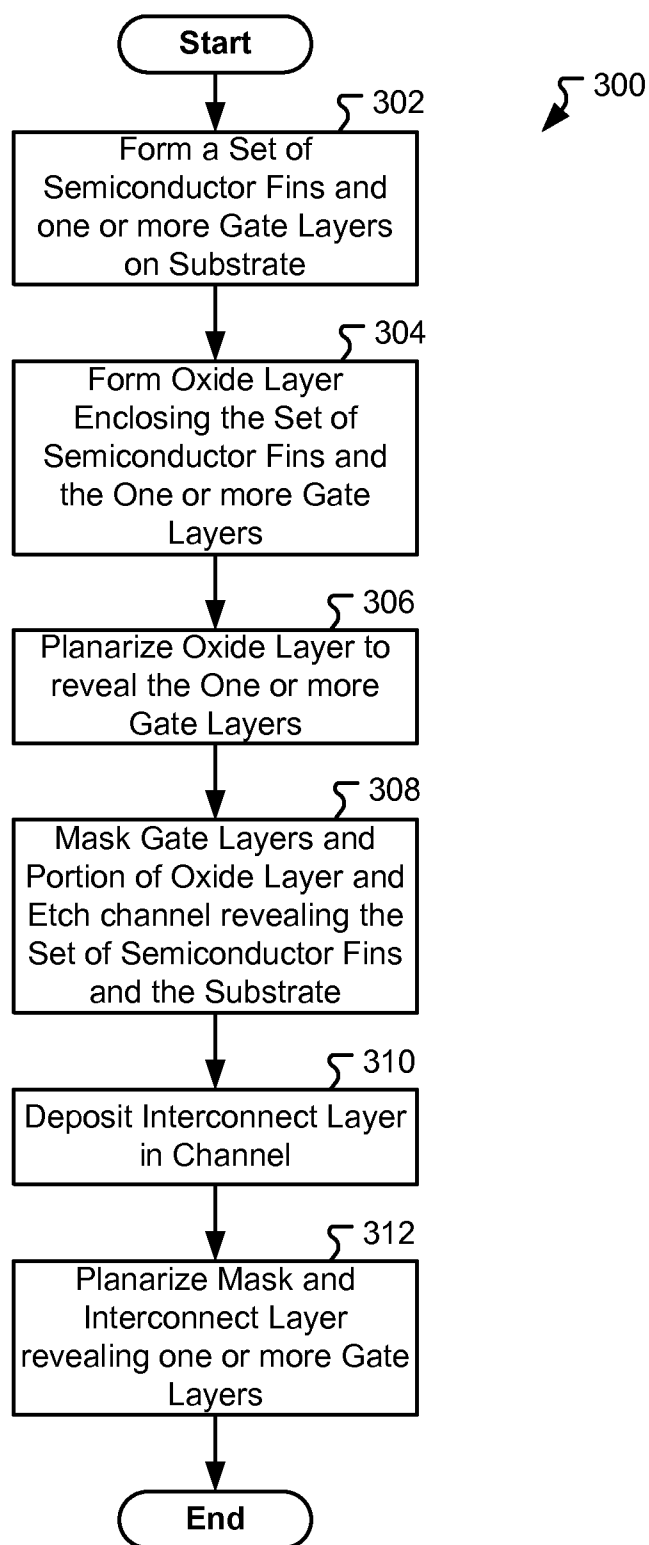 Start
300
302
Form a Set of
Semiconductor Fins and
one or more Gate Layers
on Substrate
304
Form Oxide Layer
Enclosing the Set of
Semiconductor Fins and
the One or more Gate
Layers
306
Planarize Oxide Layer to
reveal the One or more
Gate Layers
308
Mask Gate Layers and
Portion of Oxide Layer and
Etch channel revealing the
Set of Semiconductor Fins
and the Substrate
310
Deposit Interconnect Layer
in Channel
312
Planarize Mask and
Interconnect Layer
revealing one or more Gate
Layers
End